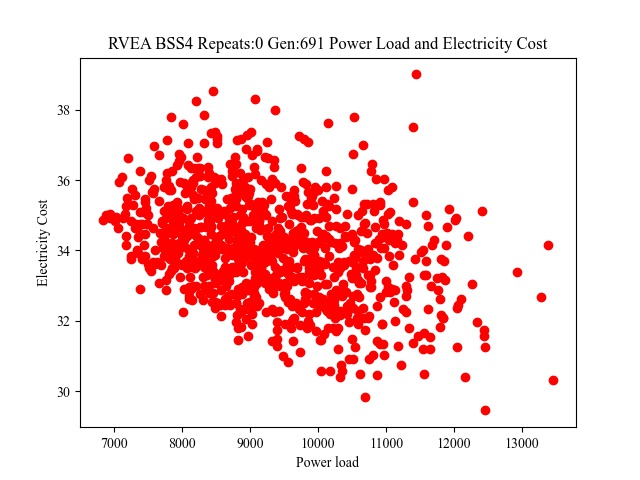 RVEA BSS4 Repeats:0 Gen:691 Power Load and Electricity Cost
38
36
34
32
30
Electricity Cost
7000 8000 9000 10000 11000 12000 13000
Power load